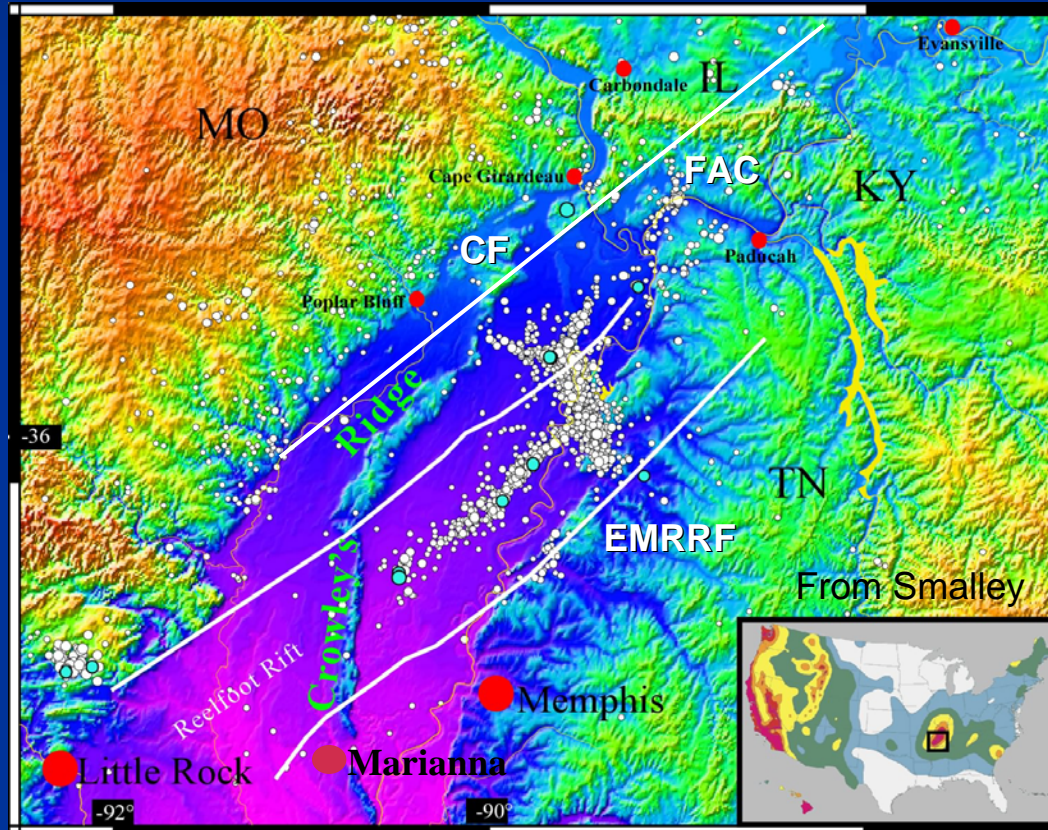 Evansville
Carbondale
IL
MO
Cape Girardeau
FAC
KY
CF
Paducah
Poplar Bluff
Ridge
-36
TN
EMRRF
From Smalley
Crowley's
Reelfoot Rift
Memphis
Marianna
Little Rock
-92°
-90°